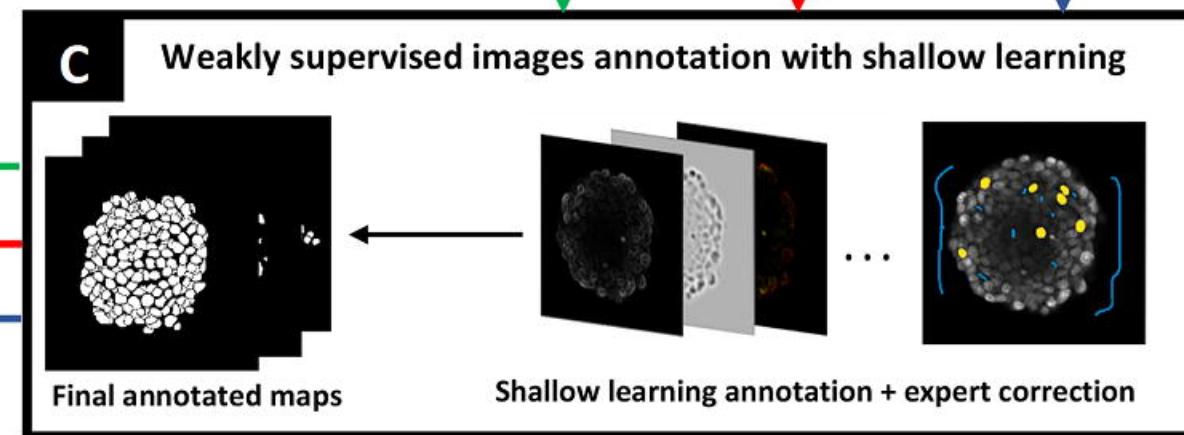 C
Weakly supervised images annotation with shallow learning
...
Final annotated maps
Shallow learning annotation + expert correction